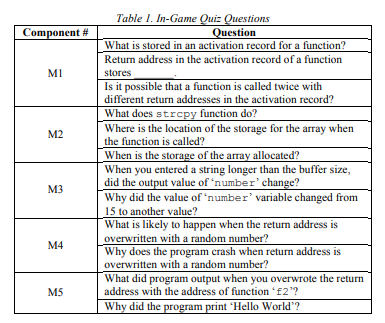 Table 1. In-Game Quiz Questions
Component # Question
What is stored in an activation record for a function?
Return address in the activation record of a function
stores _______.
M1
Is it possible that a function is called twice with
different return addresses in the activation record?
What does strcpy function do?
M2
Where is the location of the storage for the array when
the function is called?
When is the storage of the array allocated?
When you entered a string longer than the buffer size,
did the output value of 'number' change?
M3
Why did the value of 'number' variable changed from
15 to another value?
What is likely to happen when the return address is
overwritten with a random number?
M4
Why does the program crash when return address is
overwritten with a random number?
What did program output when you overwrote the return
M5
address with the address of function 'f2'?
Why did the program print 'Hello World'?